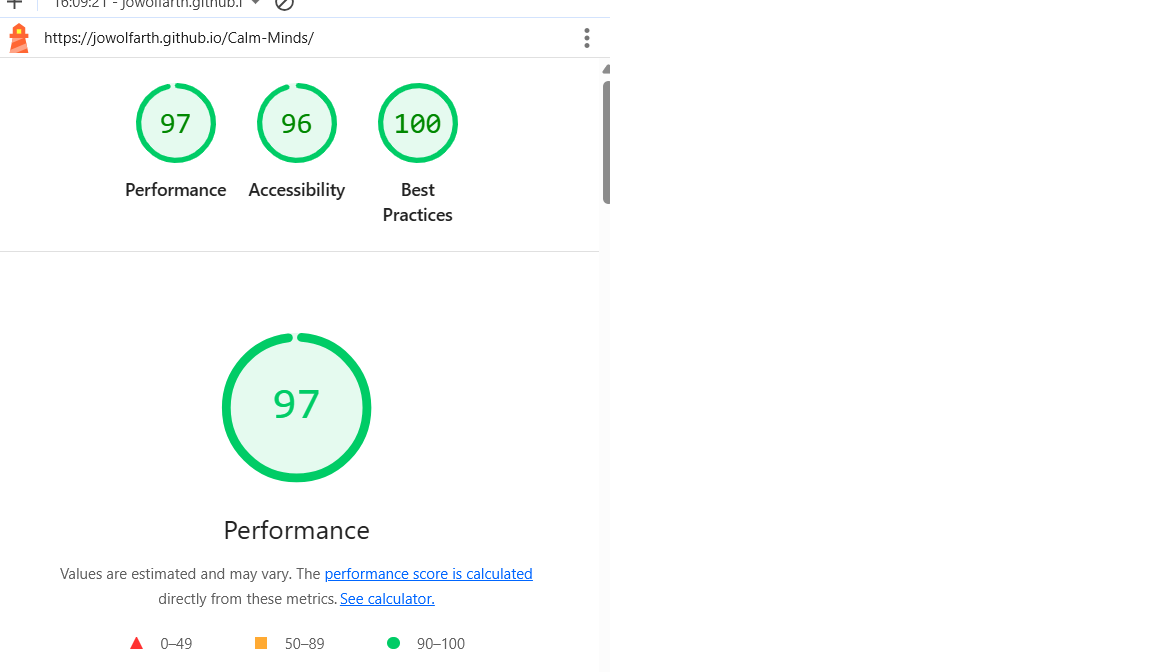 16:09:21 - jowolfarth.github.i
https://jowolfarth.github.io/Calm-Minds/
97 96 100
Performance Accessibility Best
Practices
97
Performance
Values are estimated and may vary. The performance score is calculated
directly from these metrics. See calculator.
0–49 50–89 90–100